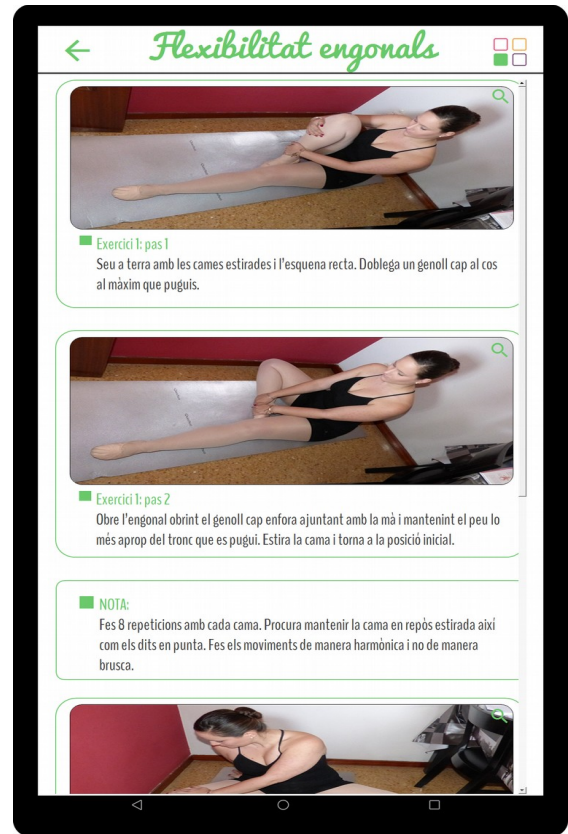 Flexibilitat engonals
Exercici 1: pas 1
Seu a terra amb les cames estirades i l'esquena recta. Doblega un genoll cap al cos
al màxim que puguis.
Exercici 1: pas 2
Obre l'engonal obrint el genoll cap enfora ajuntant amb la mà i mantenint el peu lo
més aprop del tronc que es pugui. Estira la cama i torna a la posició inicial.
NOTA:
Fes 8 repeticions amb cada cama. Procura mantenir la cama en repòs estirada així
com els dits en punta. Fes els moviments de manera harmònica i no de manera
brusca.